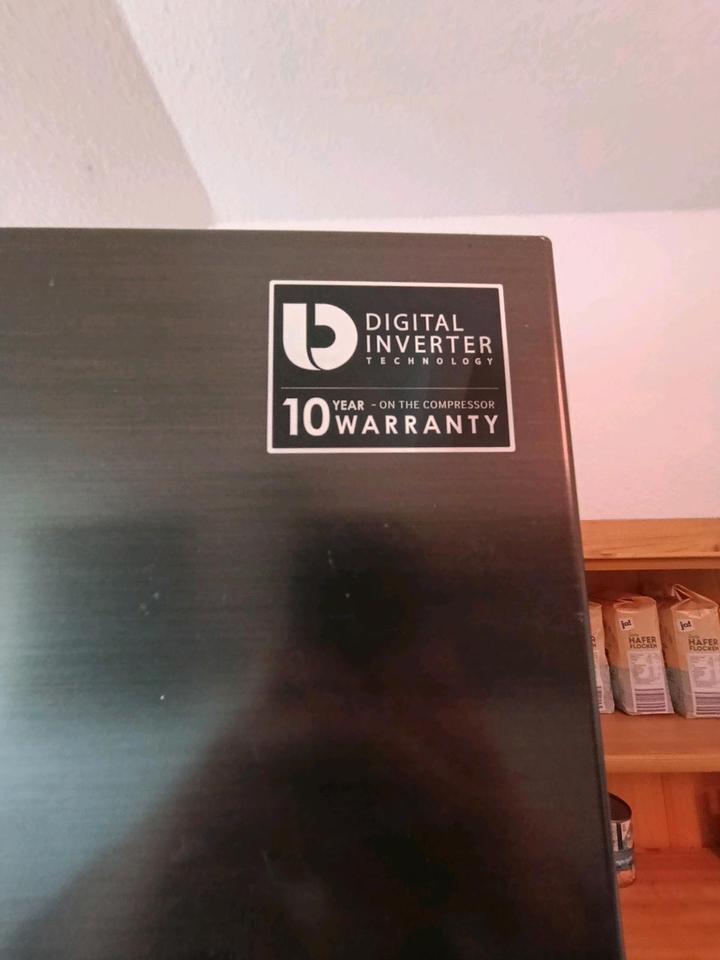 DIGITAL
INVERTER
TECHNOLOGY
10 YEAR - ON THE COMPRESSOR
WARRANTY
ja!
HAFER
FLOCKEN
ja!
HAFER
FLOCKEN